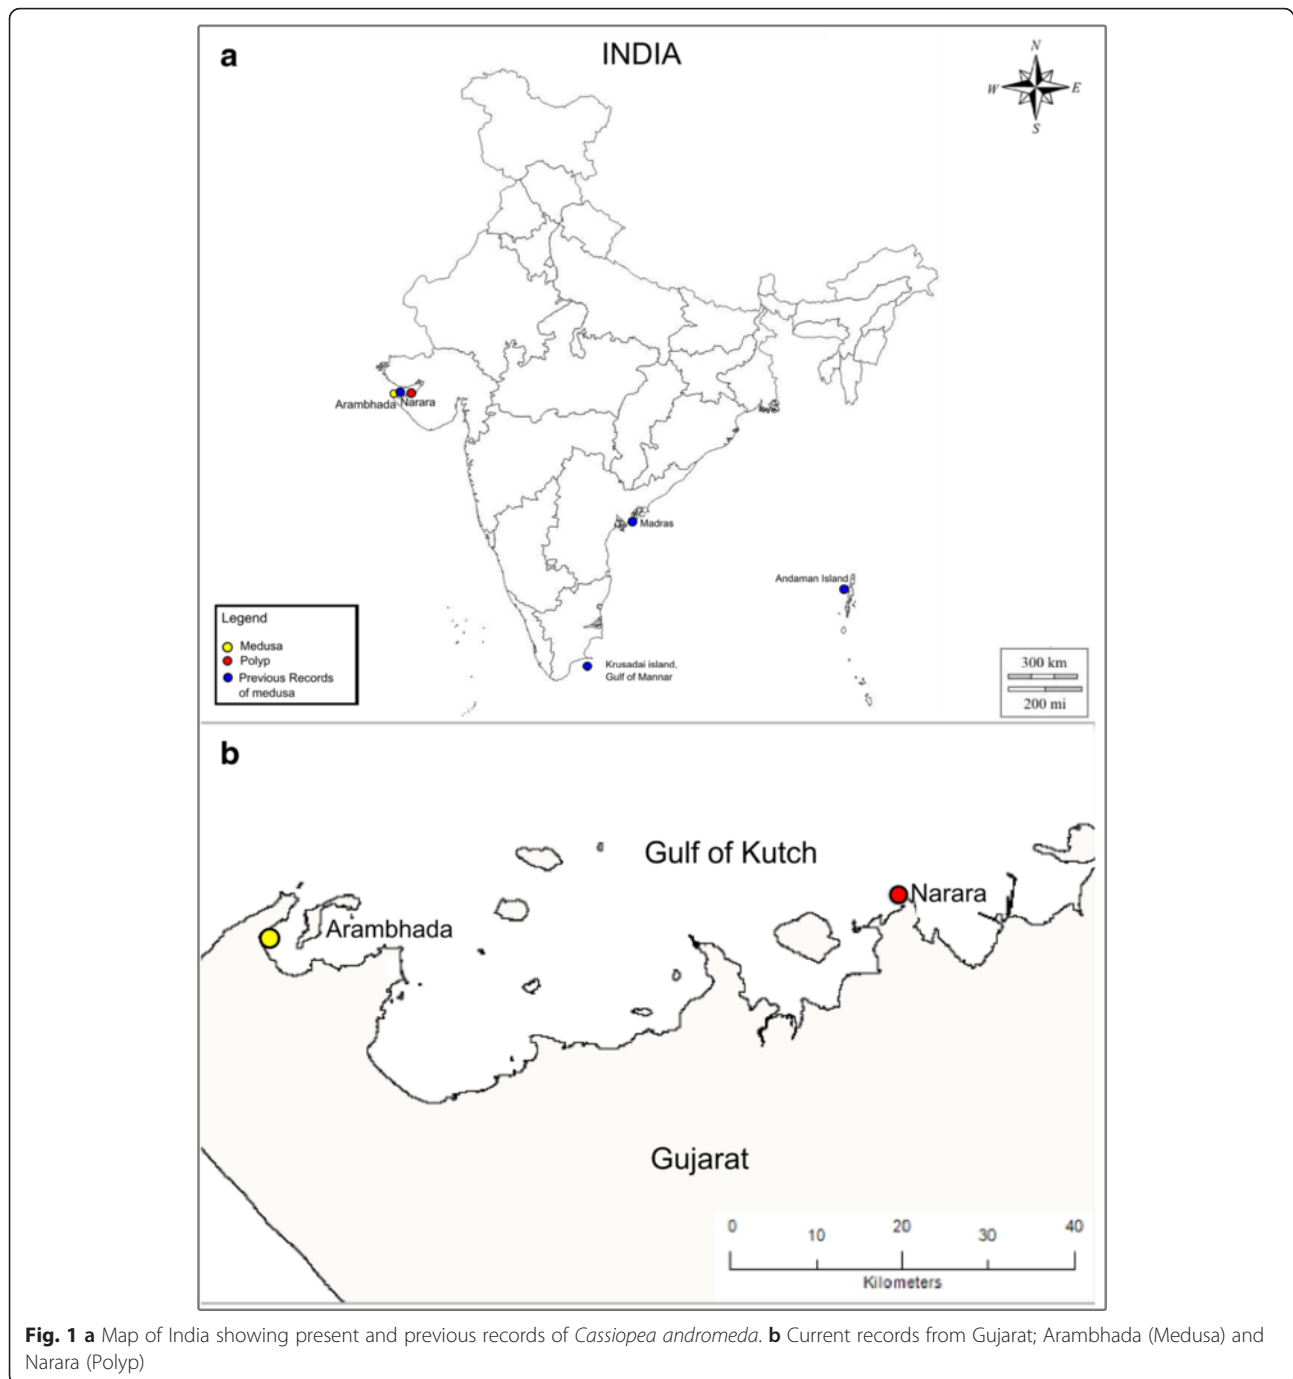 a
INDIA
N
W
E
S
Arambhada
Narara
Madras
Andaman Island
Krusadai island,
Gulf of Mannar
Legend
Medusa
Polyp
Previous Records
of medusa
300 km
200 mi
b
Gulf of Kutch
Narara
Arambhada
Gujarat
0 10 20 30 40
Kilometers
Fig. 1 a Map of India showing present and previous records of Cassiopea andromeda. b Current records from Gujarat; Arambhada (Medusa) and
Narara (Polyp)